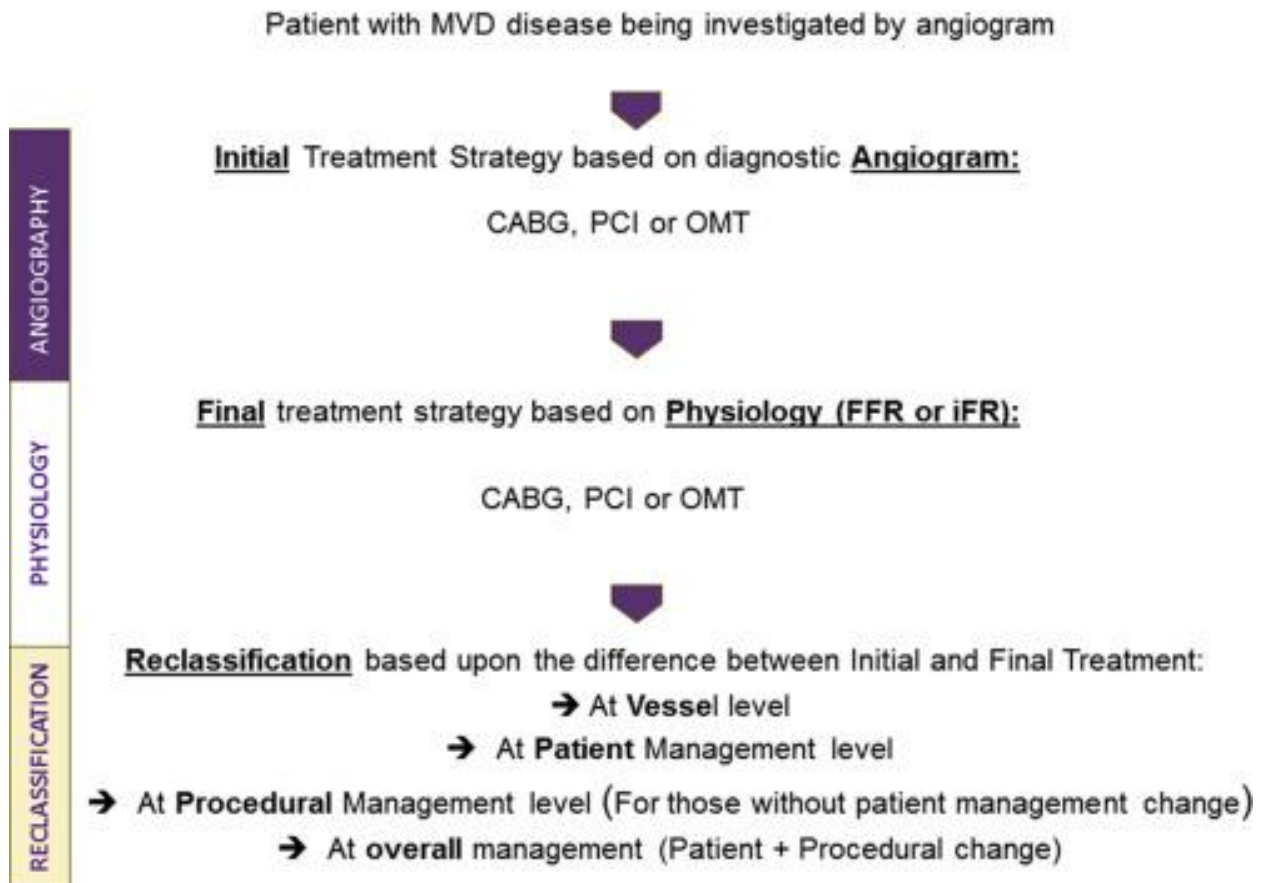 Patient with MVD disease being investigated by angiogram
ANGIOGRAPHY
Initial Treatment Strategy based on diagnostic Angiogram:
CABG, PCI or OMT
PHYSIOLOGY
Final treatment strategy based on Physiology (FFR or iFR):
CABG, PCI or OMT
RECLASSIFICATION
Reclassification based upon the difference between Initial and Final Treatment:
➔ At Vessel level
➔ At Patient Management level
➔ At Procedural Management level (For those without patient management change)
➔ At overall management (Patient + Procedural change)